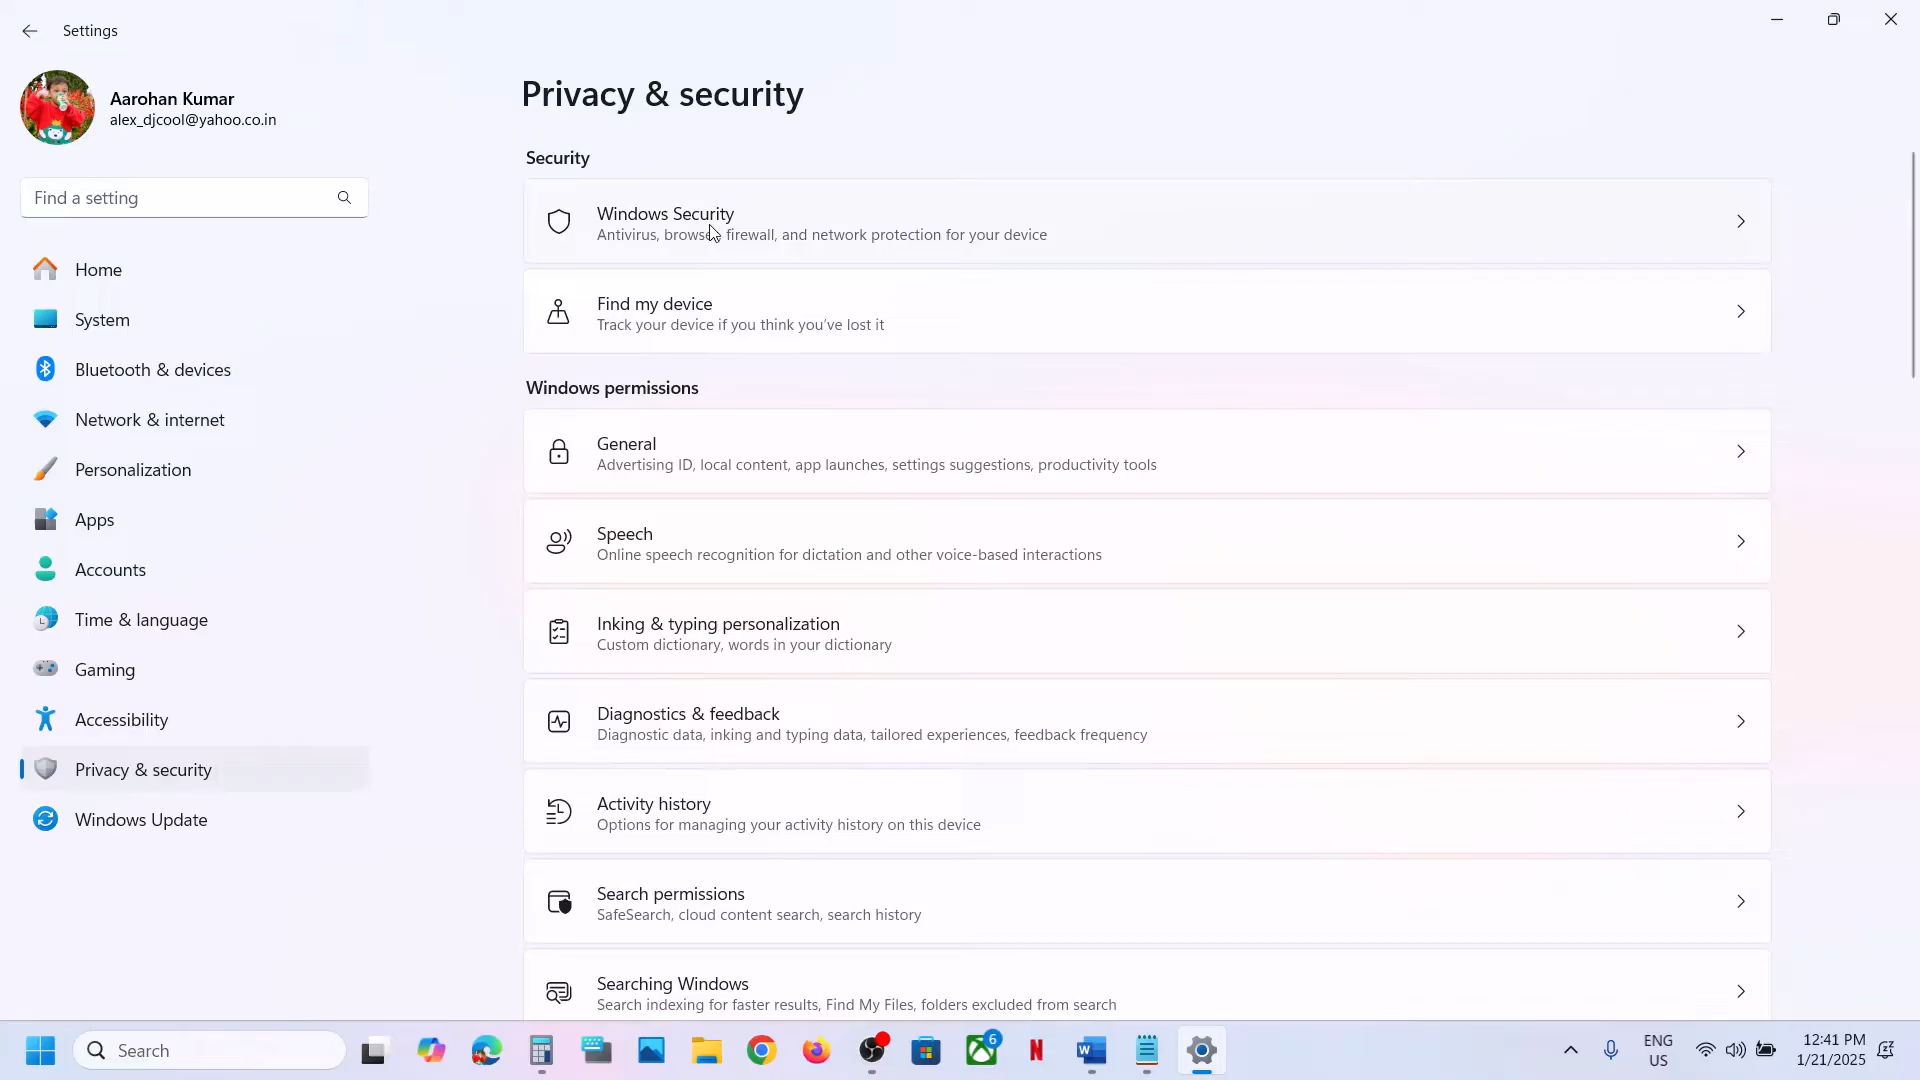 Settings
Aarohan Kumar
alex_djcool@yahoo.co.in
Find a setting
Home
System
Bluetooth & devices
Network & internet
Personalization
Apps
Accounts
Time & language
Gaming
Accessibility
Privacy & security
Windows Update
Privacy & security
Security
Windows Security
Antivirus, browser, firewall, and network protection for your device
Find my device
Track your device if you think you've lost it
Windows permissions
General
Advertising ID, local content, app launches, settings suggestions, productivity tools
Speech
Online speech recognition for dictation and other voice-based interactions
Inking & typing personalization
Custom dictionary, words in your dictionary
Diagnostics & feedback
Diagnostic data, inking and typing data, tailored experiences, feedback frequency
Activity history
Options for managing your activity history on this device
Search permissions
SafeSearch, cloud content search, search history
Searching Windows
Search indexing for faster results, Find My Files, folders excluded from search
Search
6
N
W
ENG
US
12:41 PM
1/21/2025